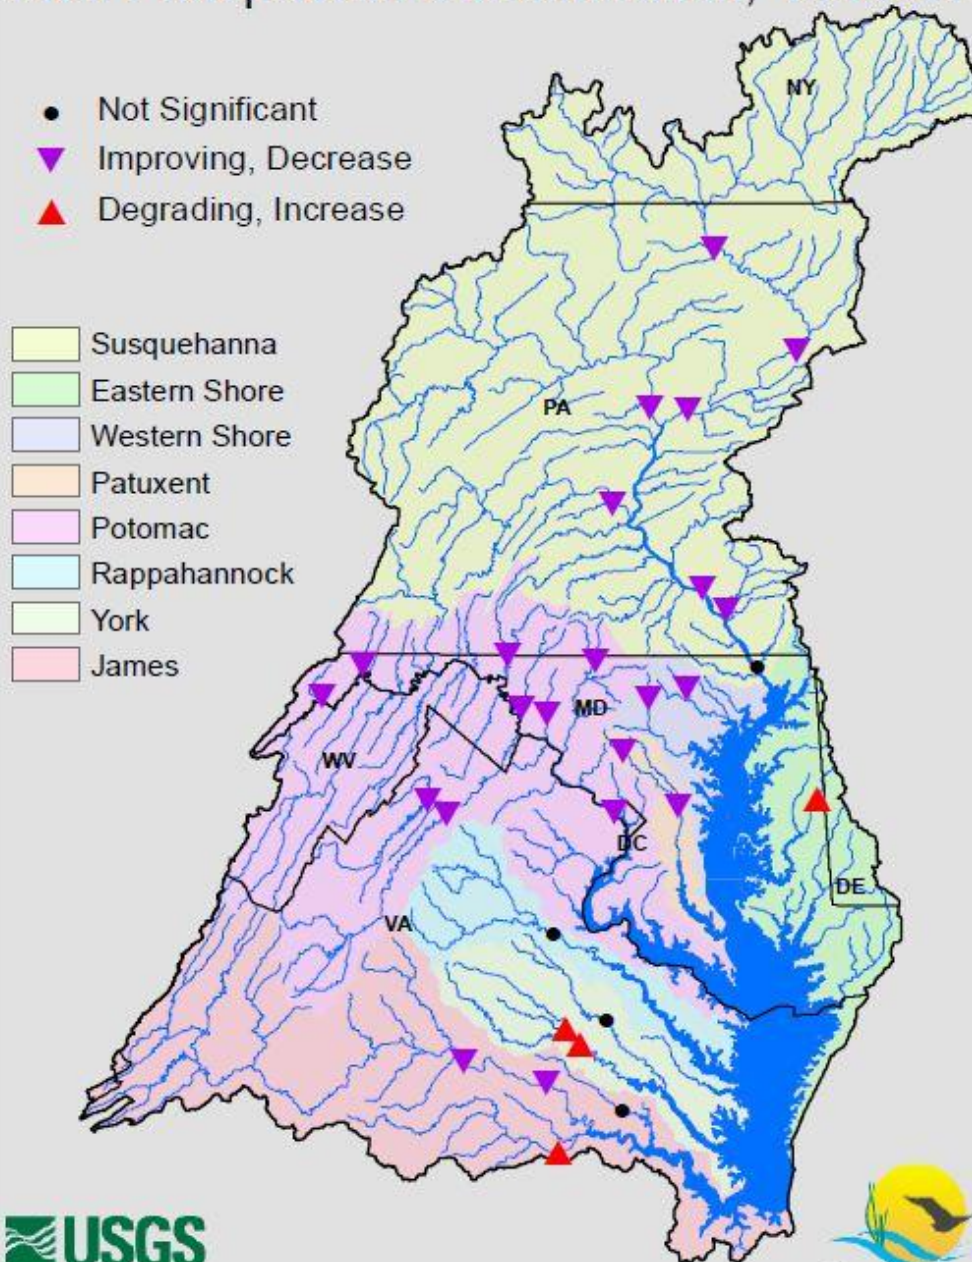 Not Significant
Improving, Decrease
Degrading, Increase
Susquehanna
Eastern Shore
Western Shore
Patuxent
Potomac
Rappahannock
York
James
NY
PA
MD
WV
DC
DE
VA
USGS